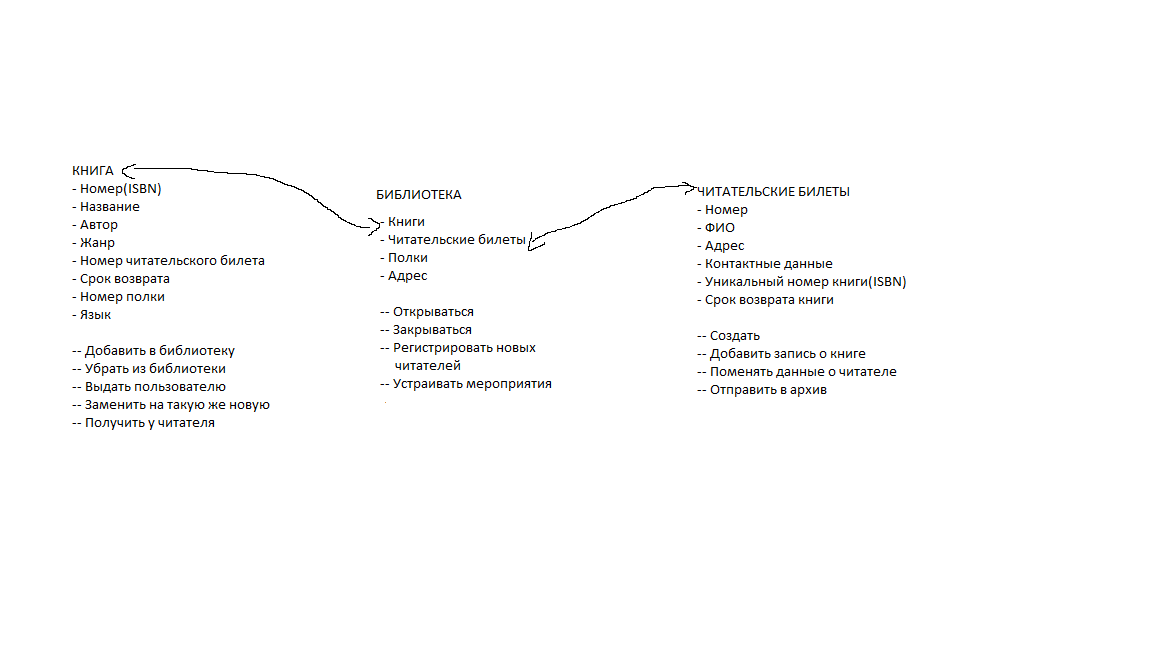 КНИГА
- Номер(ISBN)
- Название
- Автор
- Жанр
- Номер читательского билета
- Срок возврата
- Номер полки
- Язык
-- Добавить в библиотеку
-- Убрать из библиотеки
-- Выдать пользователю
-- Заменить на такую же новую
-- Получить у читателя
БИБЛИОТЕКА
- Книги
- Читательские билеты
- Полки
- Адрес
-- Открываться
-- Закрываться
-- Регистрировать новых
читателей
-- Устраивать мероприятия
ЧИТАТЕЛЬСКИЕ БИЛЕТЫ
- Номер
- ФИО
- Адрес
- Контактные данные
- Уникальный номер книги(ISBN)
- Срок возврата книги
-- Создать
-- Добавить запись о книге
-- Поменять данные о читателе
-- Отправить в архив